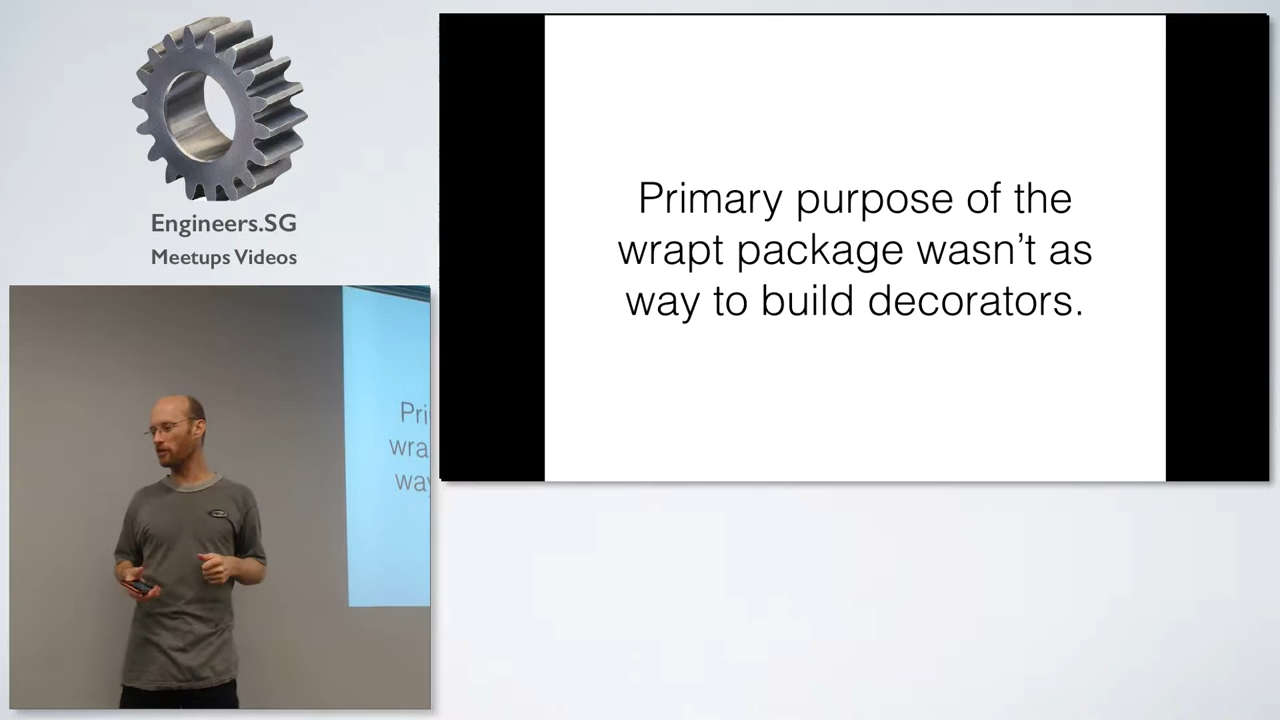 Engineers.SG
Meetups Videos
Primary purpose of the
wrapt package wasn't as
way to build decorators.
Pri
wra
way